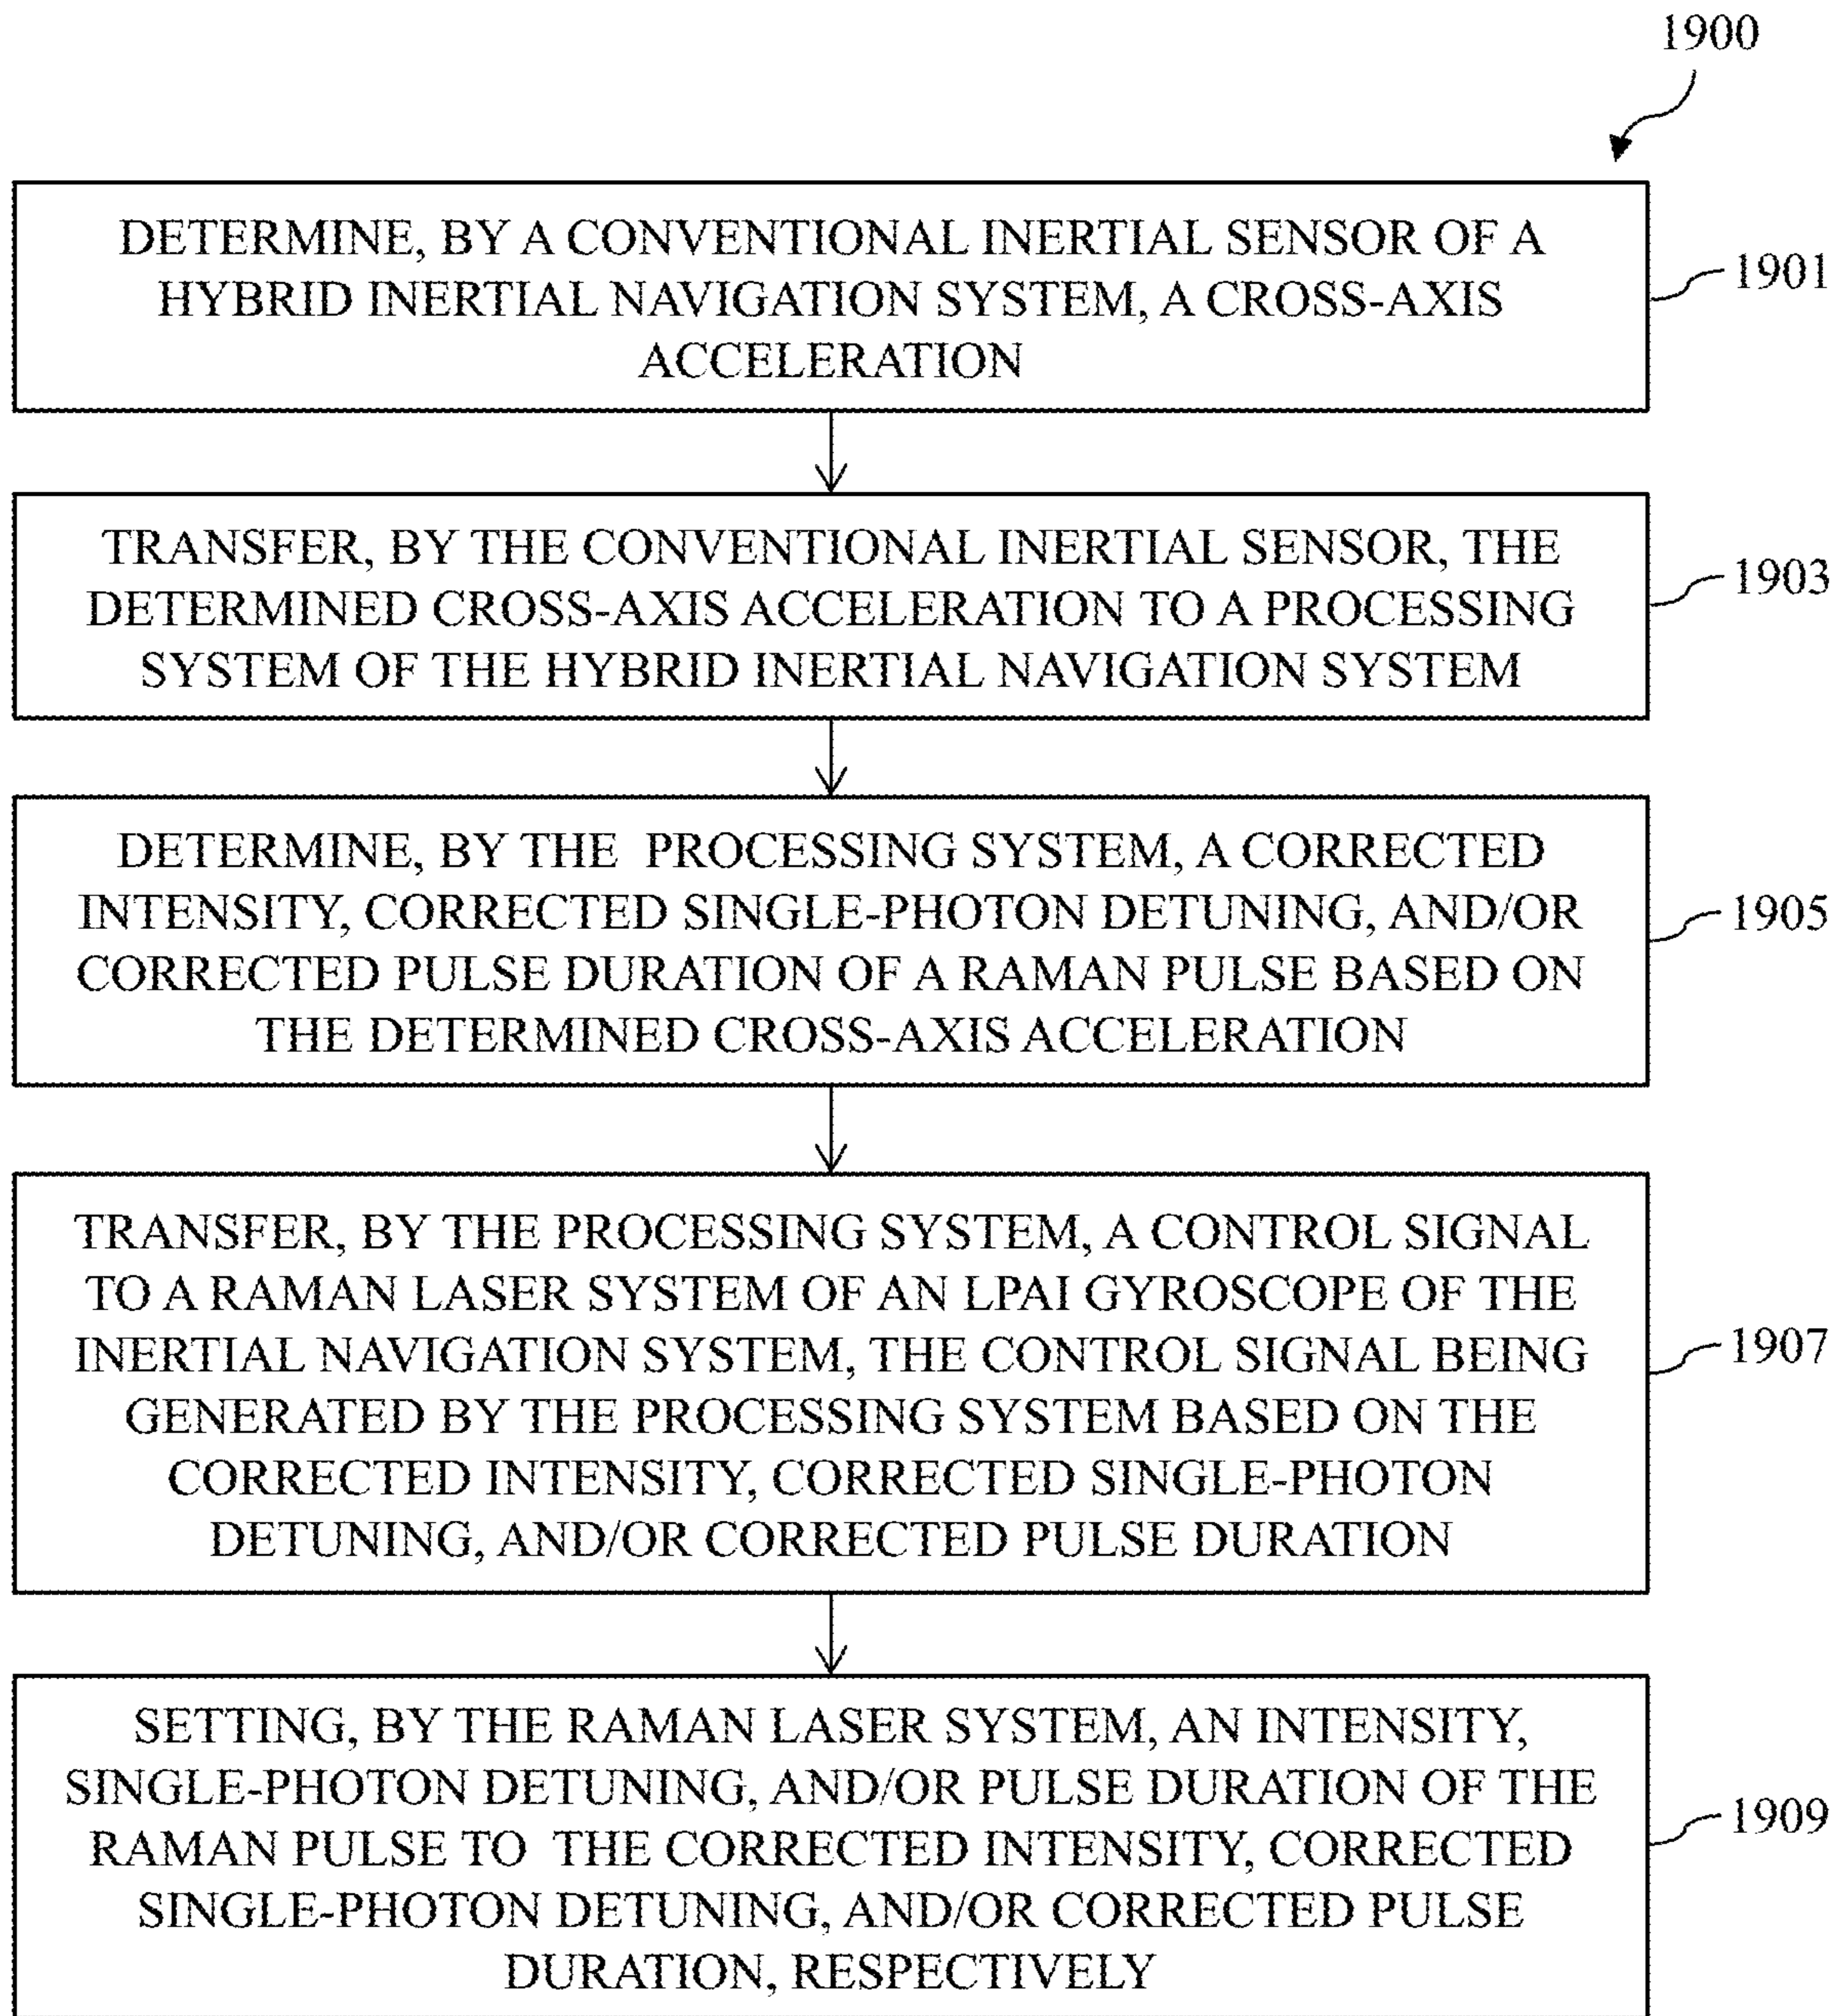 1900
DETERMINE, BY A CONVENTIONAL INERTIAL SENSOR OF A
HYBRID INERTIAL NAVIGATION SYSTEM, A CROSS-AXIS
ACCELERATION
1901
TRANSFER, BY THE CONVENTIONAL INERTIAL SENSOR, THE
DETERMINED CROSS-AXIS ACCELERATION TO A PROCESSING
SYSTEM OF THE HYBRID INERTIAL NAVIGATION SYSTEM
1903
DETERMINE, BY THE PROCESSING SYSTEM, A CORRECTED
INTENSITY, CORRECTED SINGLE-PHOTON DETUNING, AND/OR
CORRECTED PULSE DURATION OF A RAMAN PULSE BASED ON
THE DETERMINED CROSS-AXIS ACCELERATION
1905
TRANSFER, BY THE PROCESSING SYSTEM, A CONTROL SIGNAL
TO A RAMAN LASER SYSTEM OF AN LPAI GYROSCOPE OF THE
INERTIAL NAVIGATION SYSTEM, THE CONTROL SIGNAL BEING
GENERATED BY THE PROCESSING SYSTEM BASED ON THE
CORRECTED INTENSITY, CORRECTED SINGLE-PHOTON
DETUNING, AND/OR CORRECTED PULSE DURATION
1907
SETTING, BY THE RAMAN LASER SYSTEM, AN INTENSITY,
SINGLE-PHOTON DETUNING, AND/OR PULSE DURATION OF THE
RAMAN PULSE TO THE CORRECTED INTENSITY, CORRECTED
SINGLE-PHOTON DETUNING, AND/OR CORRECTED PULSE
DURATION, RESPECTIVELY
1909